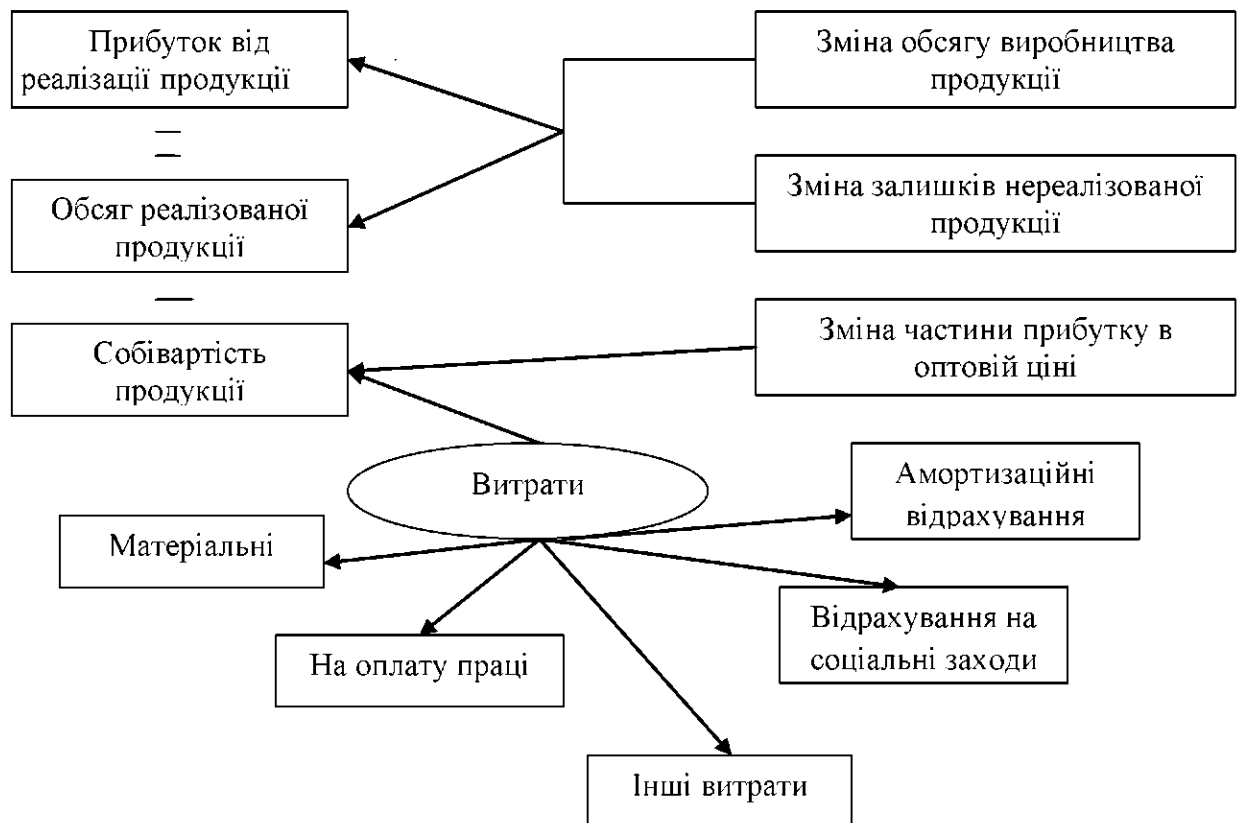 Прибуток від
реалізації продукції
Зміна обсягу виробництва
продукції
Обсяг реалізованої
продукції
Зміна залишків нереалізованої
продукції
Собівартість
продукції
Зміна частини прибутку в
оптовій ціні
Витрати
Амортизаційні
відрахування
Матеріальні
Відрахування на
соціальні заходи
На оплату праці
Інші витрати